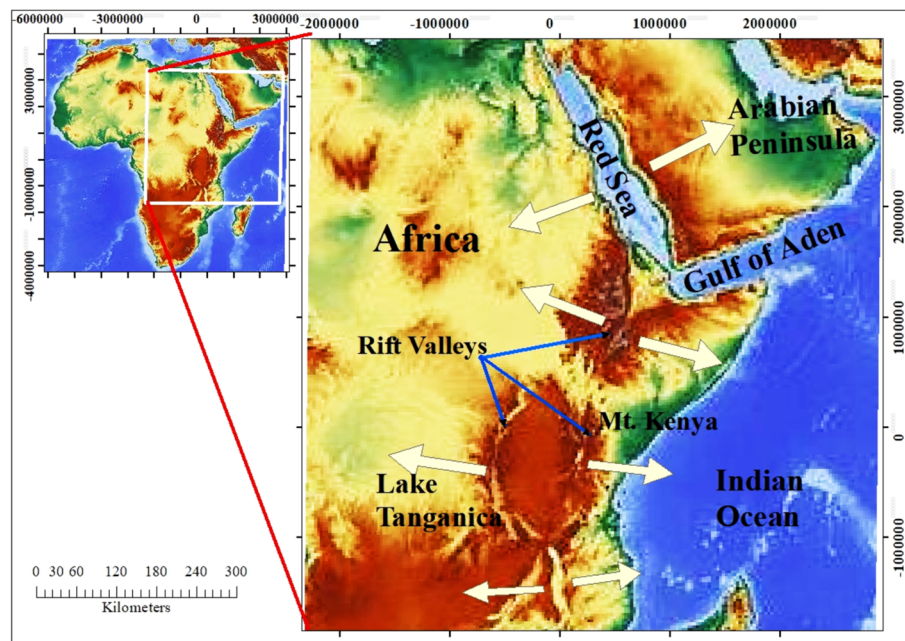 -6000000 -3000000 0 3000000
-2000000 -1000000 0 1000000 2000000
3000000
0
-1000000
-4000000
3000000
2000000
1000000
0
-1000000
Arabian
Peninsula
Red Sea
Africa
Gulf of Aden
Rift Valleys
Mt. Kenya
Lake
Tanganica
Indian
Ocean
0 30 60 120 180 240 300
Kilometers